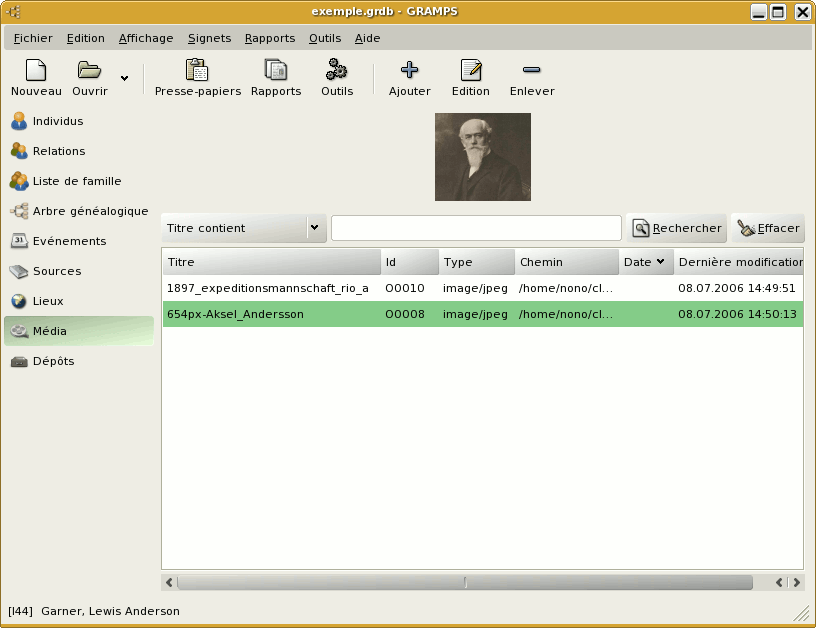 exemple.grdb - GRAMPS
Fichier Edition Affichage Signets Rapports Outils Aide
Nouveau Ouvrir Presse-papiers Rapports Outils Ajouter Edition Enlever
Individus
Relations
Liste de famille
Arbre généalogique
Evénements
31
Sources
Lieux
Média
Dépôts
Titre contient Rechercher Effacer
Titre Id Type Chemin Date Dernière modification
1897_expeditionsmannschaft_rio_a O0010 image/jpeg /home/nono/cl... 08.07.2006 14:49:51
654px-Aksel_Andersson O0008 image/jpeg /home/nono/cl... 08.07.2006 14:50:13
[I44] Garner, Lewis Anderson